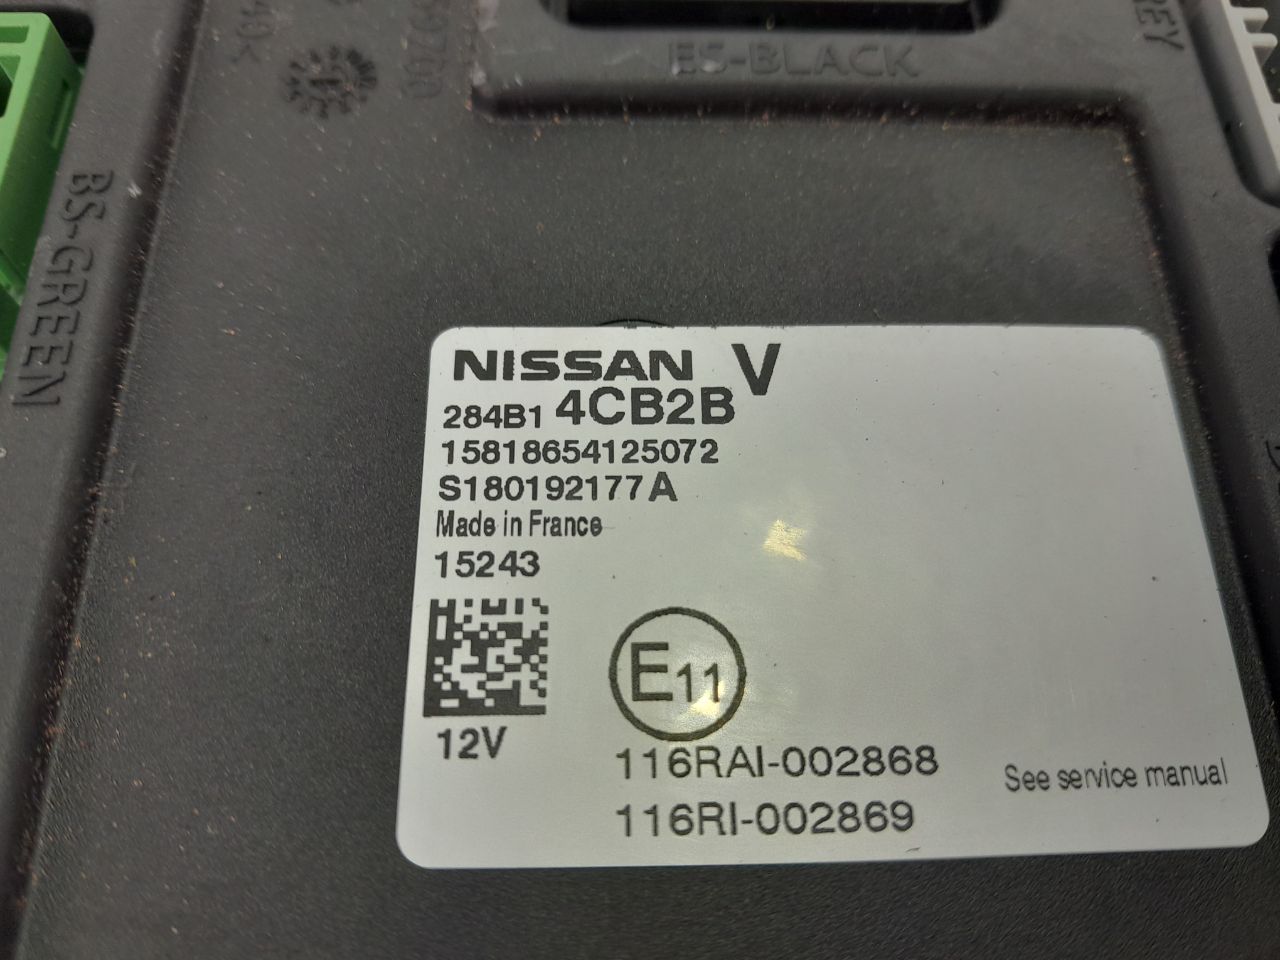 ES-BLACK
BS-GREEN
NISSAN V
284B1 4CB2B
15818654125072
S180192177A
Made in France
15243
E11
12V
116RAI-002868
116RI-002869
See service manual